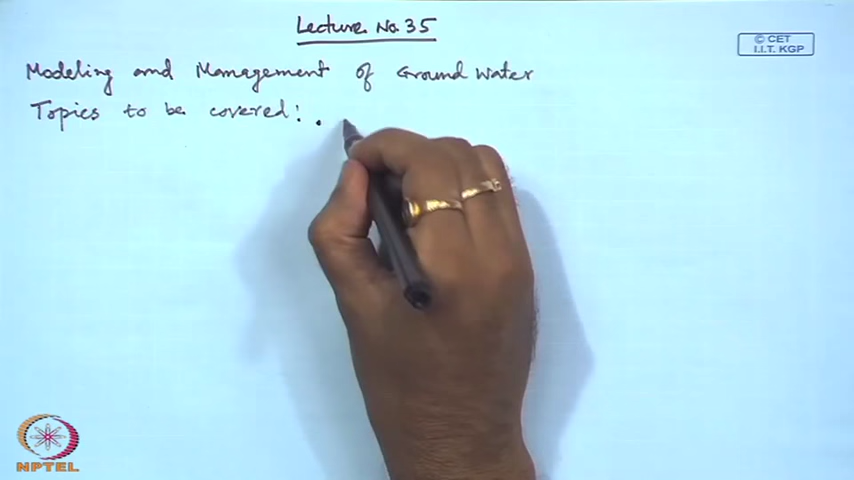 Lecture No. 35
© CET
I.I.T. KGP
Modeling and Management of Ground Water
Topics to be covered: .
NPTEL